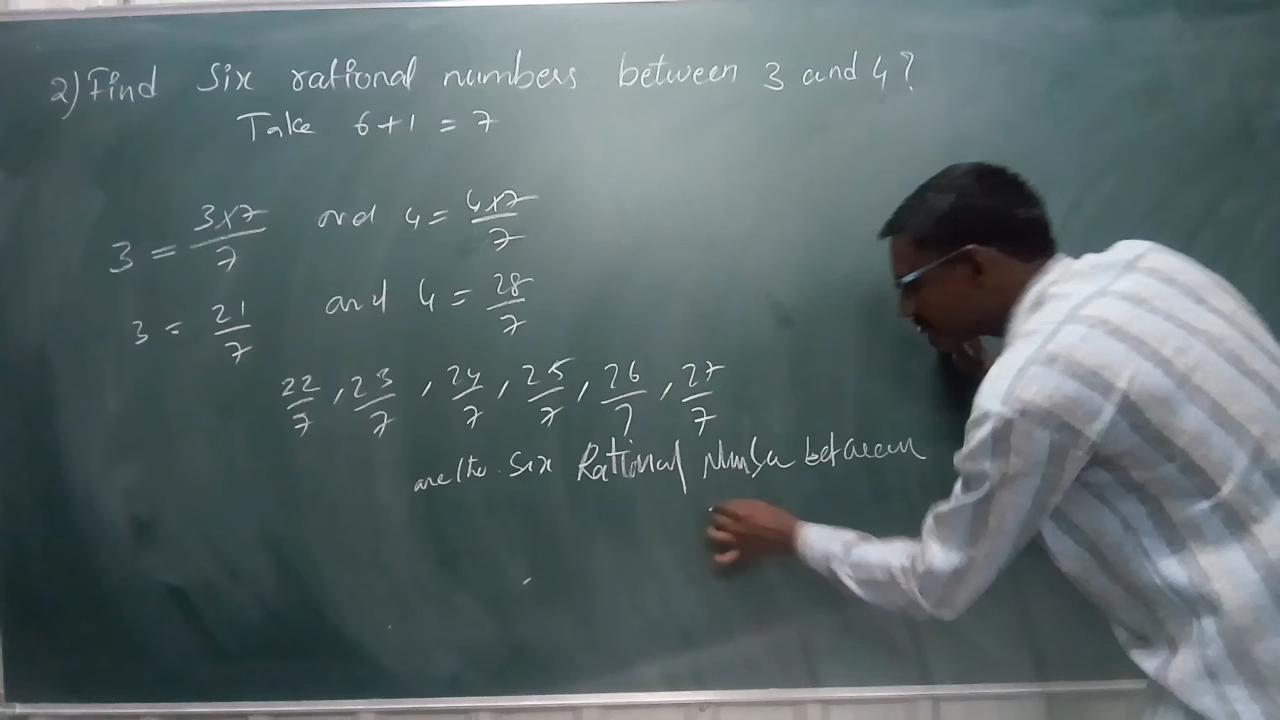 2) Find Six rational numbers between 3 and 4?
Take 6+1 = 7
3 = 3×7/7 and 4 = 4×7/7
3 = 21/7 and 4 = 28/7
22/7, 23/7, 24/7, 25/7, 26/7, 27/7
are the Six Rational Number between